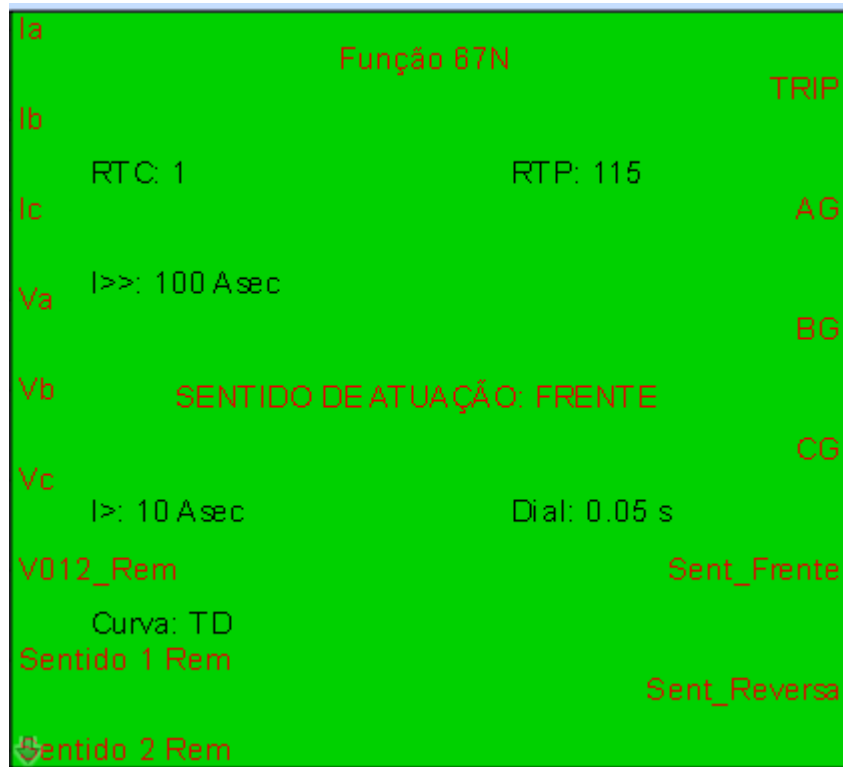 Ia
Função 67N
TRIP
Ib
RTC: 1
RTP: 115
Ic
AG
I>>: 100 Asec
Va
BG
Vb
SENTIDO DE ATUAÇÃO: FRENTE
CG
Vc
I>: 10 Asec
Dial: 0.05 s
V012_Rem
Sent_Frente
Curva: TD
Sentido 1 Rem
Sent_Reversa
Sentido 2 Rem